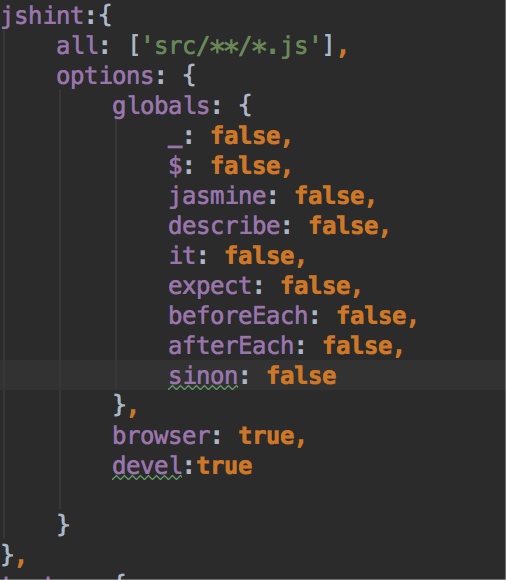 jshint:{
    all: ['src/**/*.js'],
    options: {
        globals: {
            _: false,
            $: false,
            jasmine: false,
            describe: false,
            it: false,
            expect: false,
            beforeEach: false,
            afterEach: false,
            sinon: false
        },
        browser: true,
        devel:true
    }
},